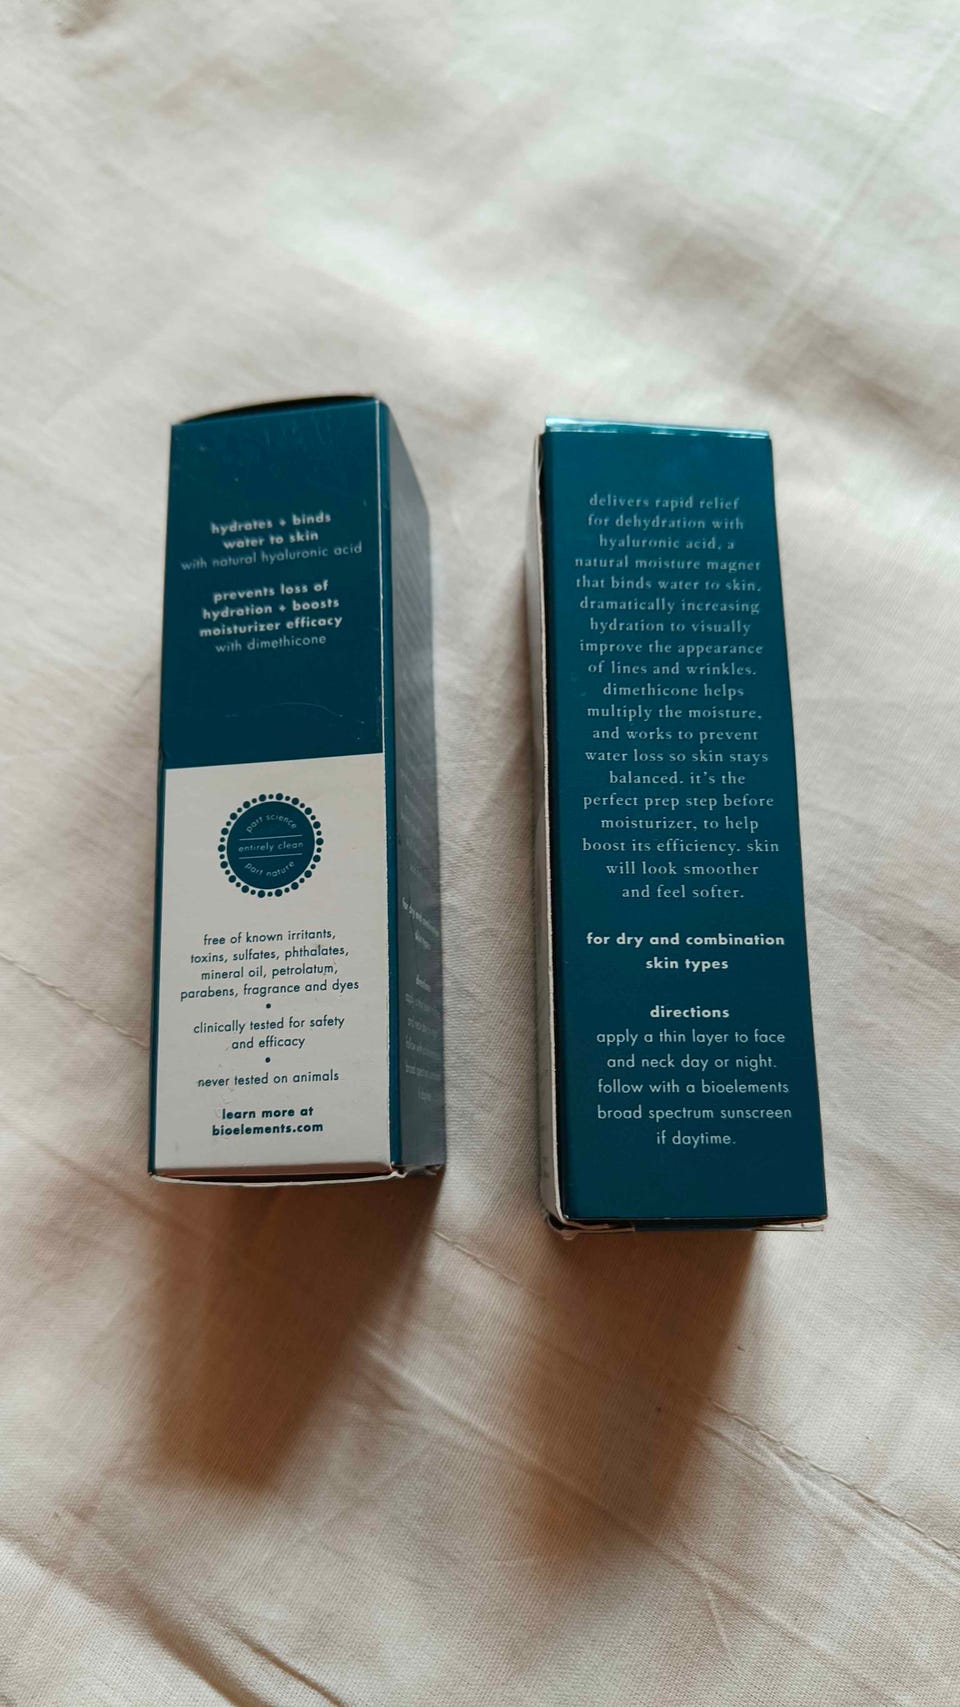 hydrates + binds
water to skin
with natural hyaluronic acid
prevents loss of
hydration + boosts
moisturizer efficacy
with dimethicone
part science
entirely clean
part nature
free of known irritants,
toxins, sulfates, phthalates,
mineral oil, petrolatum,
parabens, fragrance and dyes
•
clinically tested for safety
and efficacy
•
never tested on animals
learn more at
bioelements.com
for dry and combination
skin types
directions
delivers rapid relief
for dehydration with
hyaluronic acid, a
natural moisture magnet
that binds water to skin,
dramatically increasing
hydration to visually
improve the appearance
of lines and wrinkles.
dimethicone helps
multiply the moisture,
and works to prevent
water loss so skin stays
balanced. it's the
perfect prep step before
moisturizer, to help
boost its efficiency. skin
will look smoother
and feel softer.
for dry and combination
skin types
directions
apply a thin layer to face
and neck day or night.
follow with a bioelements
broad spectrum sunscreen
if daytime.